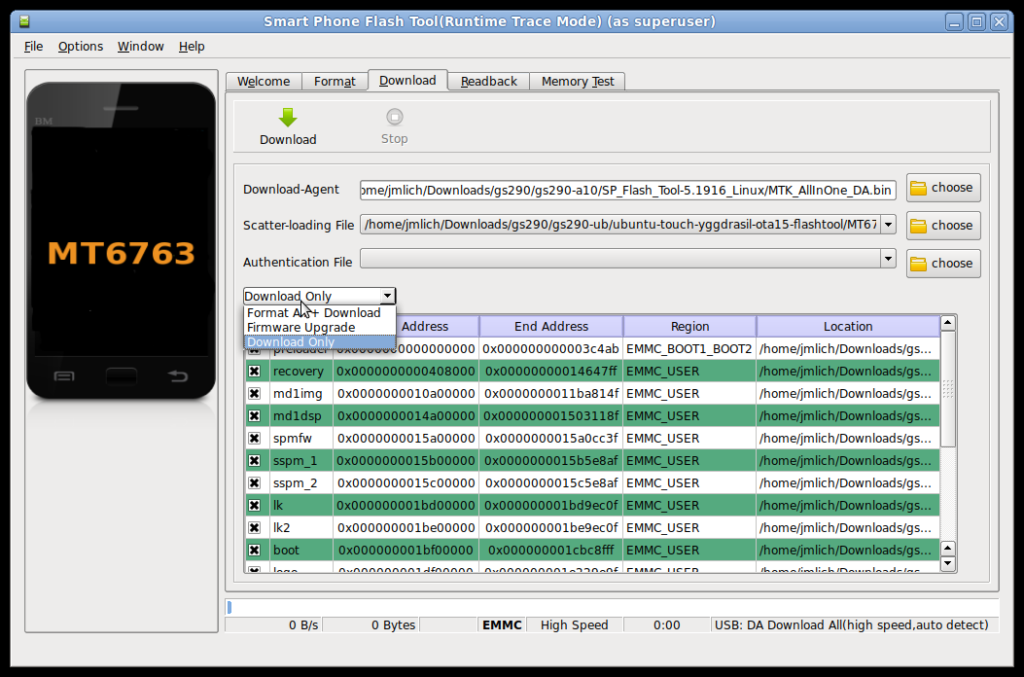 Smart Phone Flash Tool(Runtime Trace Mode) (as superuser)
File Options Window Help
Welcome Format Download Readback Memory Test
BM
MT6763
Download Stop
Download-Agent ome/jmlich/Downloads/gs290/gs290-a10/SP_Flash_Tool-5.1916_Linux/MTK_AllInOne_DA.bin choose
Scatter-loading File /home/jmlich/Downloads/gs290/gs290-ub/ubuntu-touch-yggdrasil-ota15-flashtool/MT67 choose
Authentication File choose
Download Only
Format All + Download
Firmware Upgrade
Download Only
Address End Address Region Location
preloader 0x0000000000000000 0x000000000003c4ab EMMC_BOOT1_BOOT2 /home/jmlich/Downloads/gs...
recovery 0x0000000000408000 0x00000000014647ff EMMC_USER /home/jmlich/Downloads/gs...
md1img 0x0000000010a00000 0x0000000011ba814f EMMC_USER /home/jmlich/Downloads/gs...
md1dsp 0x0000000014a00000 0x000000001503118f EMMC_USER /home/jmlich/Downloads/gs...
spmfw 0x0000000015a00000 0x0000000015a0cc3f EMMC_USER /home/jmlich/Downloads/gs...
sspm_1 0x0000000015b00000 0x0000000015b5e8af EMMC_USER /home/jmlich/Downloads/gs...
sspm_2 0x0000000015c00000 0x0000000015c5e8af EMMC_USER /home/jmlich/Downloads/gs...
lk 0x000000001bd00000 0x000000001bd9ec0f EMMC_USER /home/jmlich/Downloads/gs...
lk2 0x000000001be00000 0x000000001be9ec0f EMMC_USER /home/jmlich/Downloads/gs...
boot 0x000000001bf00000 0x000000001cbc8fff EMMC_USER /home/jmlich/Downloads/gs...
logo EMMC_USER /home/jmlich/Downloads/gs...
0 B/s 0 Bytes EMMC High Speed 0:00 USB: DA Download All(high speed,auto detect)